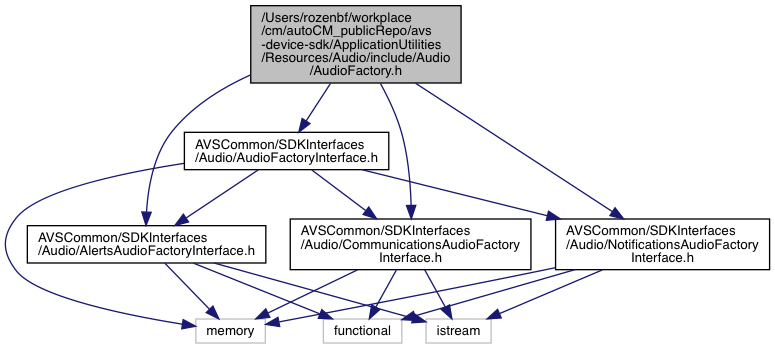 /Users/rozenbf/workplace
/cm/autoCM_publicRepo/avs
-device-sdk/ApplicationUtilities
/Resources/Audio/include/Audio
/AudioFactory.h
AVSCommon/SDKInterfaces
/Audio/AudioFactoryInterface.h
AVSCommon/SDKInterfaces
/Audio/AlertsAudioFactoryInterface.h
AVSCommon/SDKInterfaces
/Audio/CommunicationsAudioFactory
Interface.h
AVSCommon/SDKInterfaces
/Audio/NotificationsAudioFactory
Interface.h
memory
functional
istream